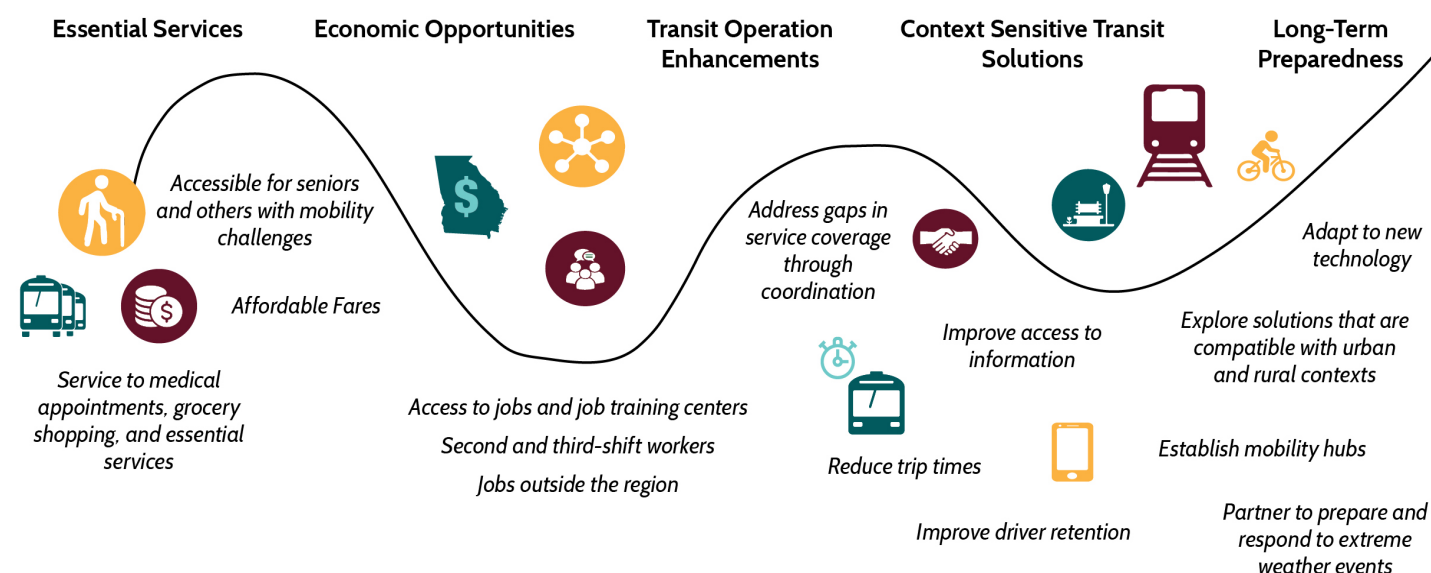 Essential Services
Economic Opportunities
Transit Operation
Enhancements
Context Sensitive Transit
Solutions
Long-Term
Preparedness
Accessible for seniors
and others with mobility
challenges
Affordable Fares
Service to medical
appointments, grocery
shopping, and essential
services
$
$
Access to jobs and job training centers
Second and third-shift workers
Jobs outside the region
Address gaps in
service coverage
through
coordination
Reduce trip times
Improve access to
information
Improve driver retention
Adapt to new
technology
Explore solutions that are
compatible with urban
and rural contexts
Establish mobility hubs
Partner to prepare and
respond to extreme
weather events